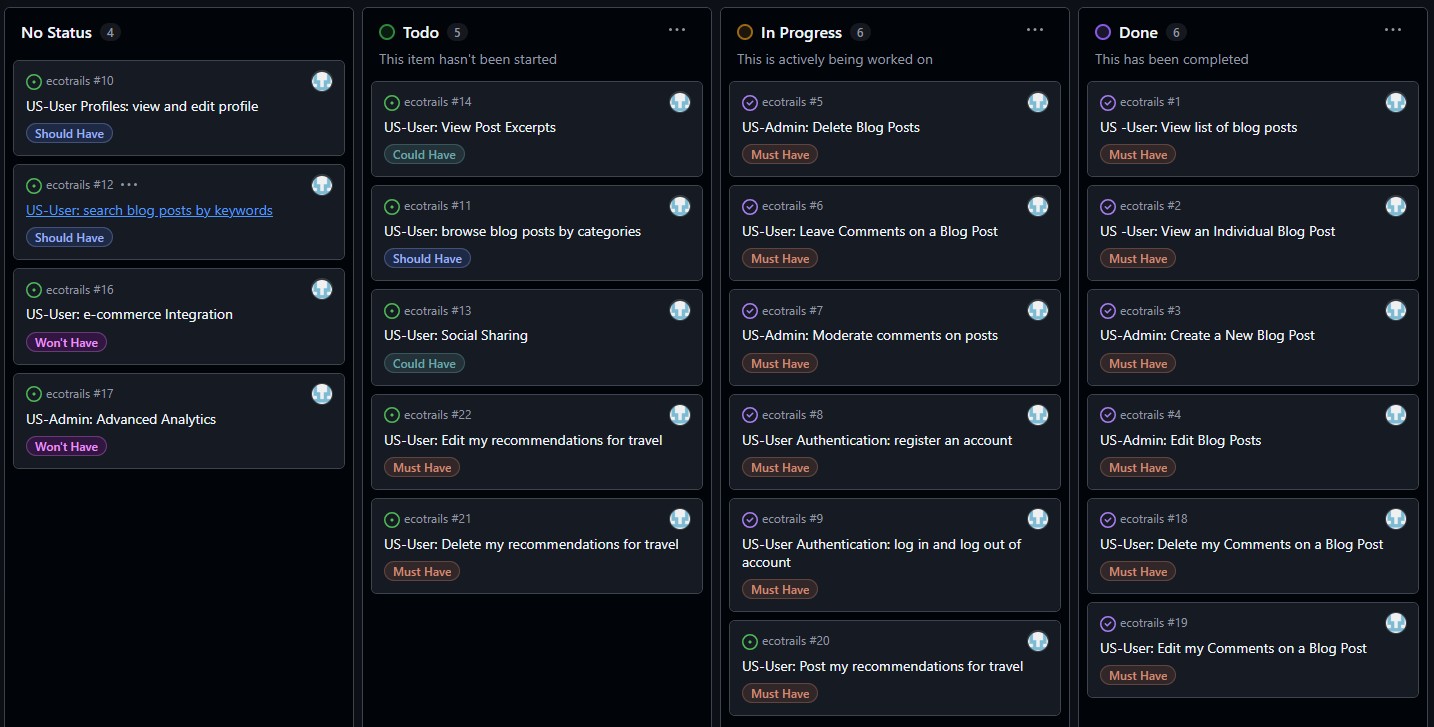 No Status 4
ecotrails #10
US-User Profiles: view and edit profile
Should Have
ecotrails #12 ...
US-User: search blog posts by keywords
Should Have
ecotrails #16
US-User: e-commerce Integration
Won't Have
ecotrails #17
US-Admin: Advanced Analytics
Won't Have
Todo 5 ...
This item hasn't been started
ecotrails #14
US-User: View Post Excerpts
Could Have
ecotrails #11
US-User: browse blog posts by categories
Should Have
ecotrails #13
US-User: Social Sharing
Could Have
ecotrails #22
US-User: Edit my recommendations for travel
Must Have
ecotrails #21
US-User: Delete my recommendations for travel
Must Have
In Progress 6 ...
This is actively being worked on
ecotrails #5
US-Admin: Delete Blog Posts
Must Have
ecotrails #6
US-User: Leave Comments on a Blog Post
Must Have
ecotrails #7
US-Admin: Moderate comments on posts
Must Have
ecotrails #8
US-User Authentication: register an account
Must Have
ecotrails #9
US-User Authentication: log in and log out of
account
Must Have
ecotrails #20
US-User: Post my recommendations for travel
Must Have
Done 6 ...
This has been completed
ecotrails #1
US -User: View list of blog posts
Must Have
ecotrails #2
US -User: View an Individual Blog Post
Must Have
ecotrails #3
US-Admin: Create a New Blog Post
Must Have
ecotrails #4
US-Admin: Edit Blog Posts
Must Have
ecotrails #18
US-User: Delete my Comments on a Blog Post
Must Have
ecotrails #19
US-User: Edit my Comments on a Blog Post
Must Have